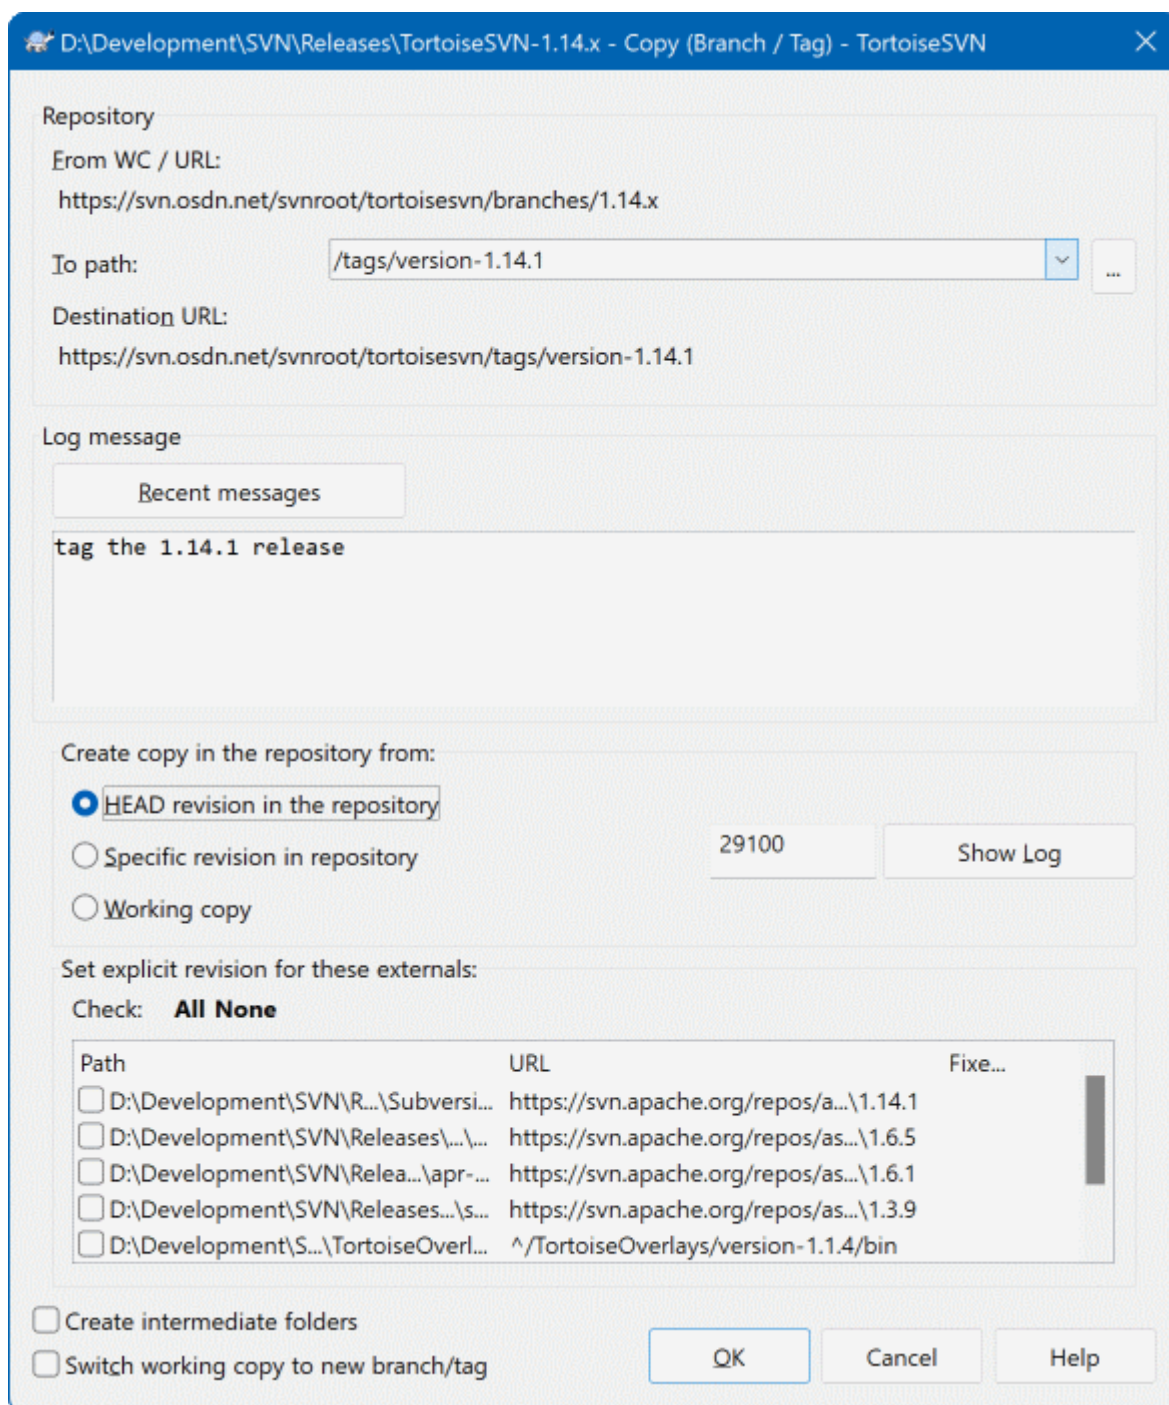 D:\Development\SVN\Releases\TortoiseSVN-1.14.x - Copy (Branch / Tag) - TortoiseSVN
Repository
From WC / URL:
https://svn.osdn.net/svnroot/tortoisesvn/branches/1.14.x
To path: /tags/version-1.14.1 ...
Destination URL:
https://svn.osdn.net/svnroot/tortoisesvn/tags/version-1.14.1
Log message
Recent messages
tag the 1.14.1 release
Create copy in the repository from:
HEAD revision in the repository
Specific revision in repository 29100 Show Log
Working copy
Set explicit revision for these externals:
Check: All None
Path URL Fixe...
D:\Development\SVN\R...\Subversi... https://svn.apache.org/repos/a...\1.14.1
D:\Development\SVN\Releases\...\... https://svn.apache.org/repos/as...\1.6.5
D:\Development\SVN\Relea...\apr-... https://svn.apache.org/repos/as...\1.6.1
D:\Development\SVN\Releases...\s... https://svn.apache.org/repos/as...\1.3.9
D:\Development\S...\TortoiseOverl... ^/TortoiseOverlays/version-1.1.4/bin
Create intermediate folders
Switch working copy to new branch/tag
OK Cancel Help